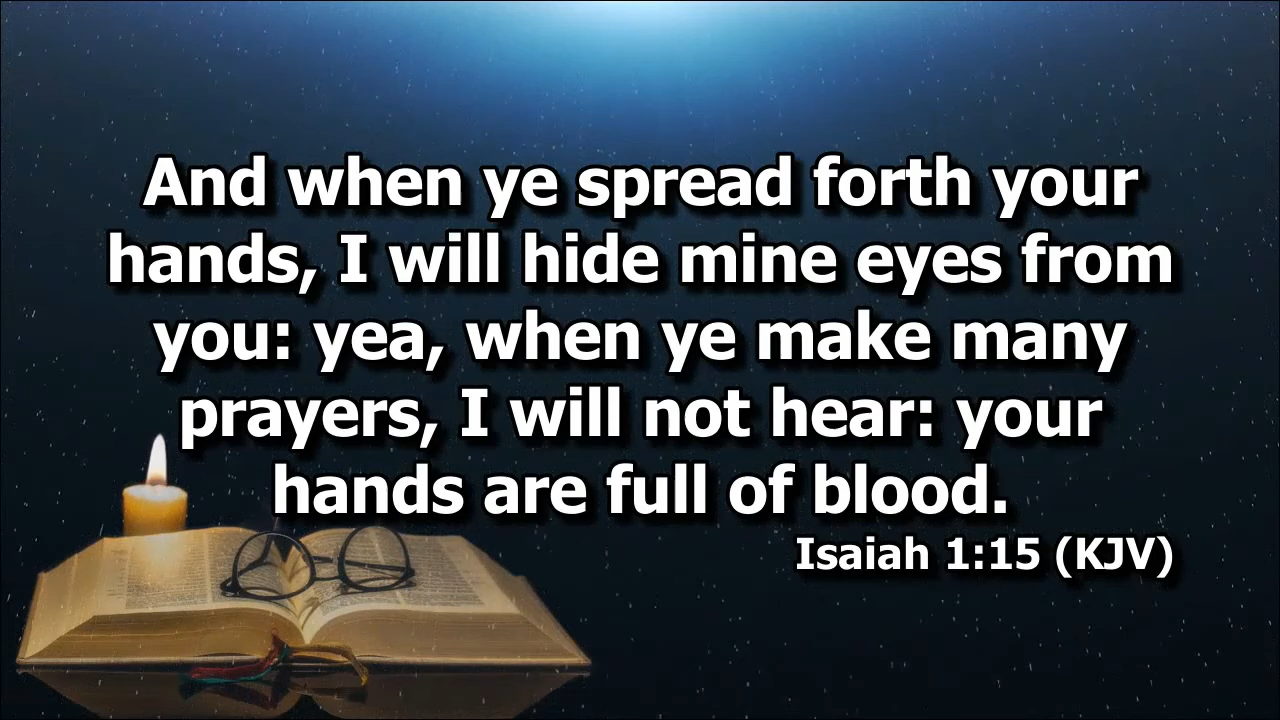 And when ye spread forth your
hands, I will hide mine eyes from
you: yea, when ye make many
prayers, I will not hear: your
hands are full of blood.
Isaiah 1:15 (KJV)